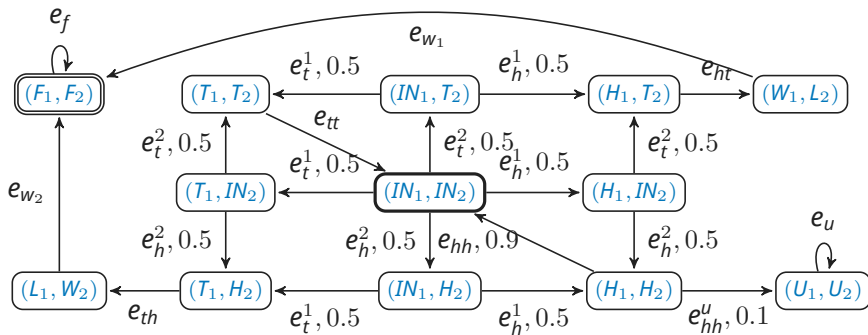 e_f
e_{w_1}
e_t^1, 0.5 e_h^1, 0.5 e_{ht}
(F_1, F_2) (T_1, T_2) (IN_1, T_2) (H_1, T_2) (W_1, L_2)
e_{tt}
e_t^2, 0.5 e_t^1, 0.5 e_t^2, 0.5 e_h^1, 0.5 e_t^2, 0.5
e_{w_2} (T_1, IN_2) (IN_1, IN_2) (H_1, IN_2)
e_u
e_h^2, 0.5 e_h^2, 0.5 e_{hh}, 0.9 e_h^2, 0.5
(L_1, W_2) (T_1, H_2) (IN_1, H_2) (H_1, H_2) (U_1, U_2)
e_{th} e_t^1, 0.5 e_h^1, 0.5 e_{hh}^u, 0.1